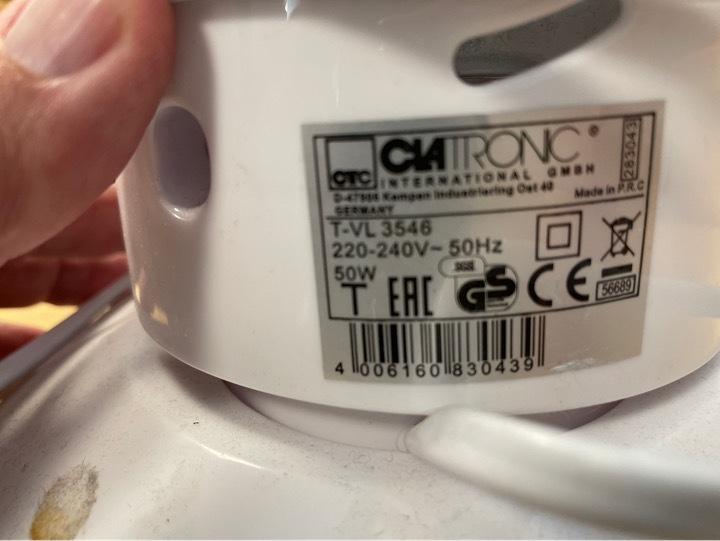 CTC CLATRONIC ®
INTERNATIONAL GMBH
D-47906 Kempen Industriering Ost 40
GERMANY
Made in P.R.C
283043
T-VL 3546
220-240V~ 50Hz
50W
SGS
T EAC GS CE
56689
4 006160 830439